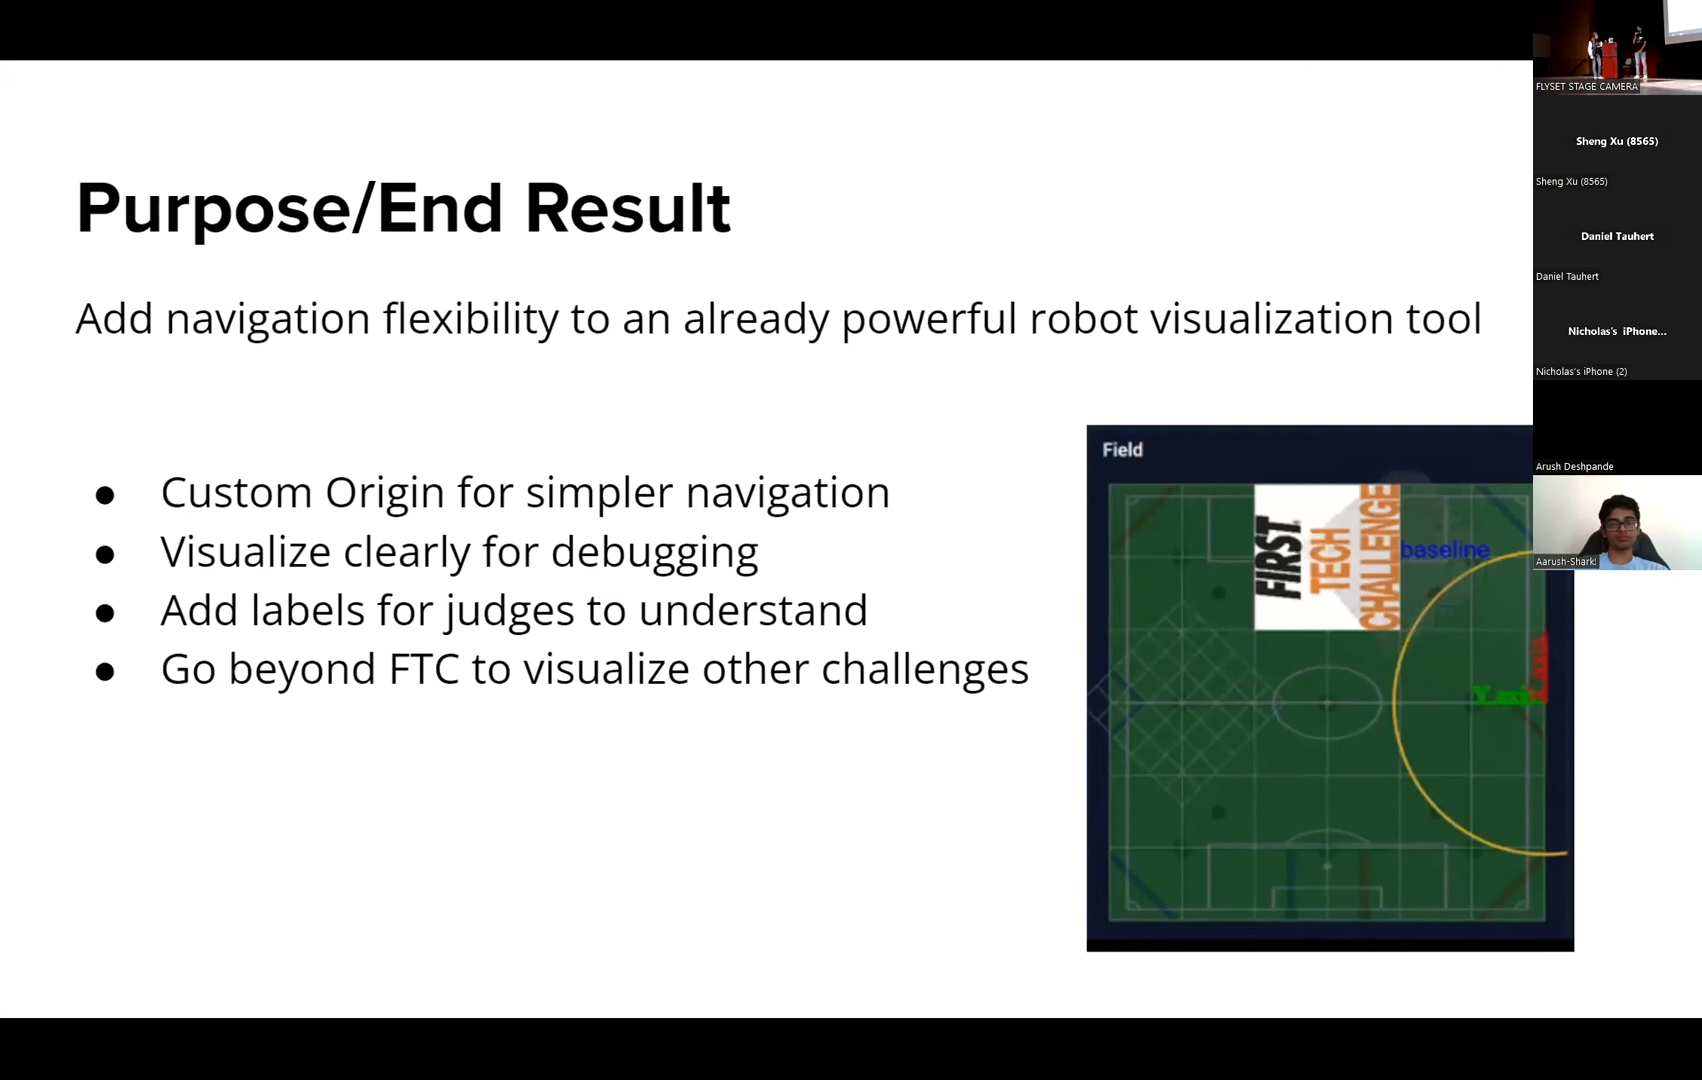 Purpose/End Result
Add navigation flexibility to an already powerful robot visualization tool
● Custom Origin for simpler navigation
● Visualize clearly for debugging
● Add labels for judges to understand
● Go beyond FTC to visualize other challenges
Field
FIRST
TECH
CHALLENGE
baseline
FLYSET STAGE CAMERA
Sheng Xu (8565)
Sheng Xu (8565)
Daniel Tauhert
Daniel Tauhert
Nicholas's iPhone...
Nicholas's iPhone (2)
Arush Deshpande
Aarush-Shark!